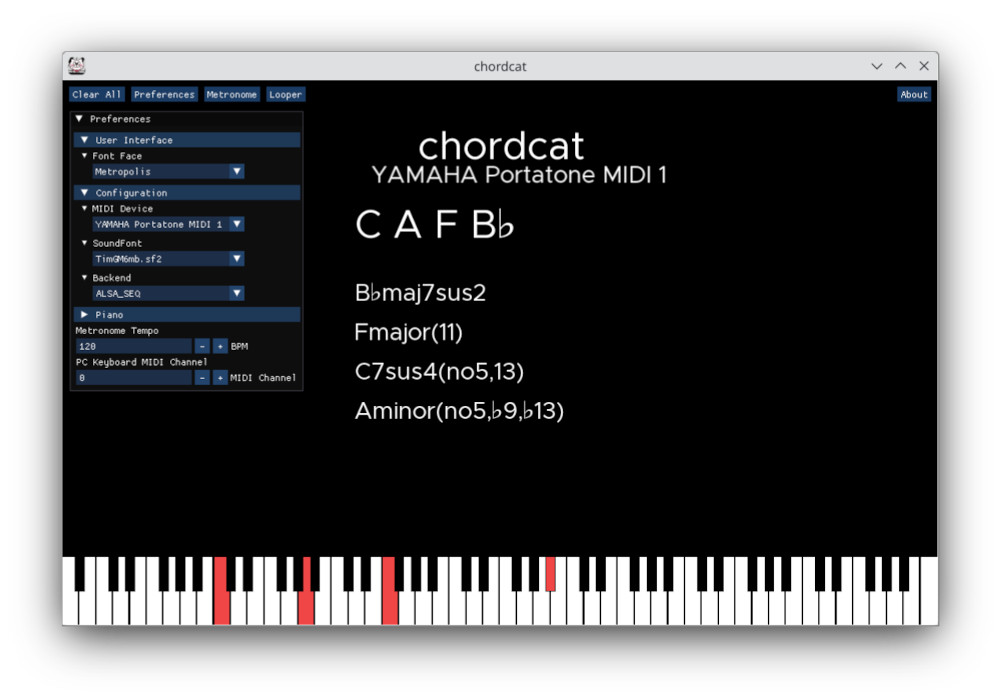 chordcat
Clear All Preferences Metronome Looper About
Preferences
User Interface
Font Face
Metropolis
Configuration
MIDI Device
YAMAHA Portatone MIDI 1
SoundFont
TimGM6mb.sf2
Backend
ALSA_SEQ
Piano
Metronome Tempo
120 - + BPM
PC Keyboard MIDI Channel
0 - + MIDI Channel
chordcat
YAMAHA Portatone MIDI 1
C A F B♭
B♭maj7sus2
Fmajor(11)
C7sus4(no5,13)
Aminor(no5,♭9,♭13)